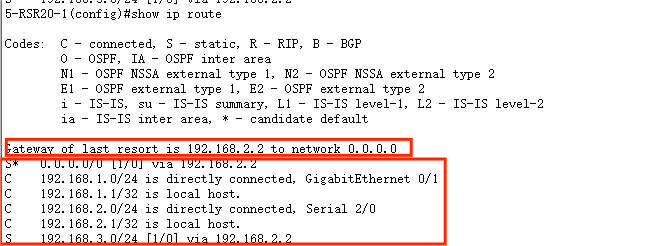 S 192.168.3.0/24 [1/0] via 192.168.2.2
5-RSR20-1(config)#show ip route
Codes: C - connected, S - static, R - RIP, B - BGP
O - OSPF, IA - OSPF inter area
N1 - OSPF NSSA external type 1, N2 - OSPF NSSA external type 2
E1 - OSPF external type 1, E2 - OSPF external type 2
i - IS-IS, su - IS-IS summary, L1 - IS-IS level-1, L2 - IS-IS level-2
ia - IS-IS inter area, * - candidate default
Gateway of last resort is 192.168.2.2 to network 0.0.0.0
S* 0.0.0.0/0 [1/0] via 192.168.2.2
C 192.168.1.0/24 is directly connected, GigabitEthernet 0/1
C 192.168.1.1/32 is local host.
C 192.168.2.0/24 is directly connected, Serial 2/0
C 192.168.2.1/32 is local host.
S 192.168.3.0/24 [1/0] via 192.168.2.2